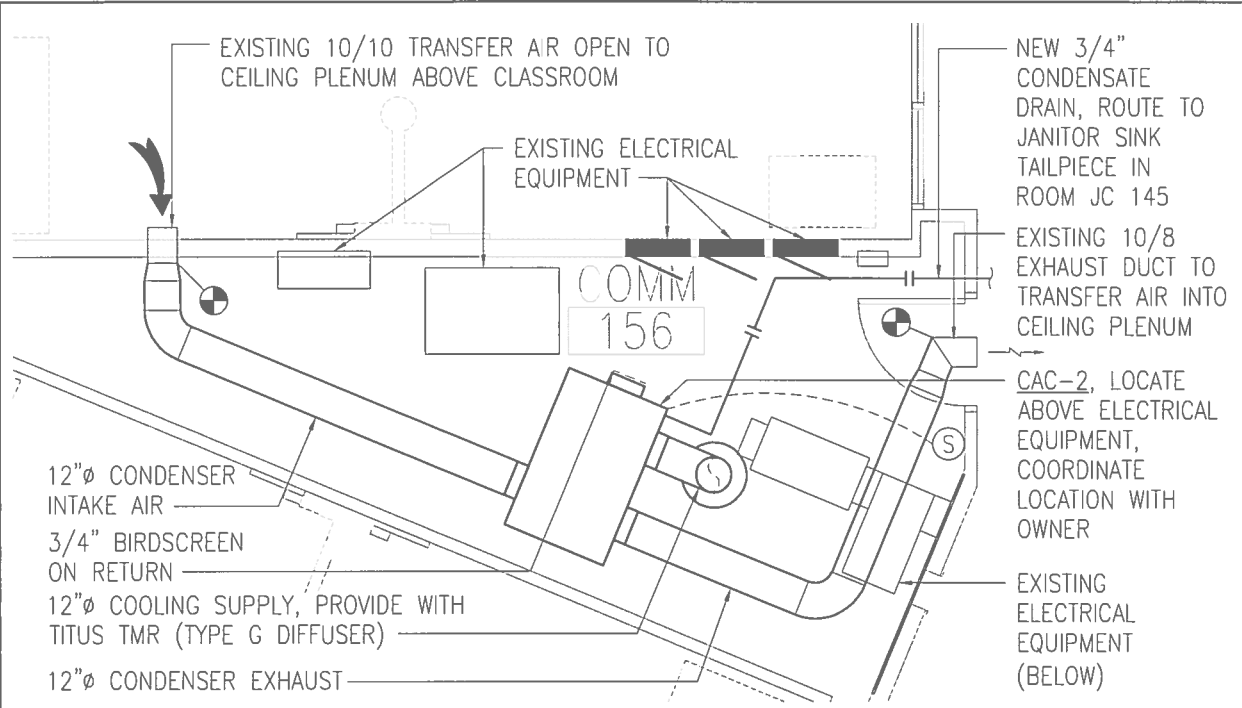 EXISTING 10/10 TRANSFER AIR OPEN TO
CEILING PLENUM ABOVE CLASSROOM
EXISTING ELECTRICAL
EQUIPMENT
NEW 3/4"
CONDENSATE
DRAIN, ROUTE TO
JANITOR SINK
TAILPIECE IN
ROOM JC 145
EXISTING 10/8
EXHAUST DUCT TO
TRANSFER AIR INTO
CEILING PLENUM
COMM
156
CAC-2, LOCATE
ABOVE ELECTRICAL
EQUIPMENT,
COORDINATE
LOCATION WITH
OWNER
S
12"ø CONDENSER
INTAKE AIR
3/4" BIRDSCREEN
ON RETURN
12"ø COOLING SUPPLY, PROVIDE WITH
TITUS TMR (TYPE G DIFFUSER)
12"ø CONDENSER EXHAUST
EXISTING
ELECTRICAL
EQUIPMENT
(BELOW)